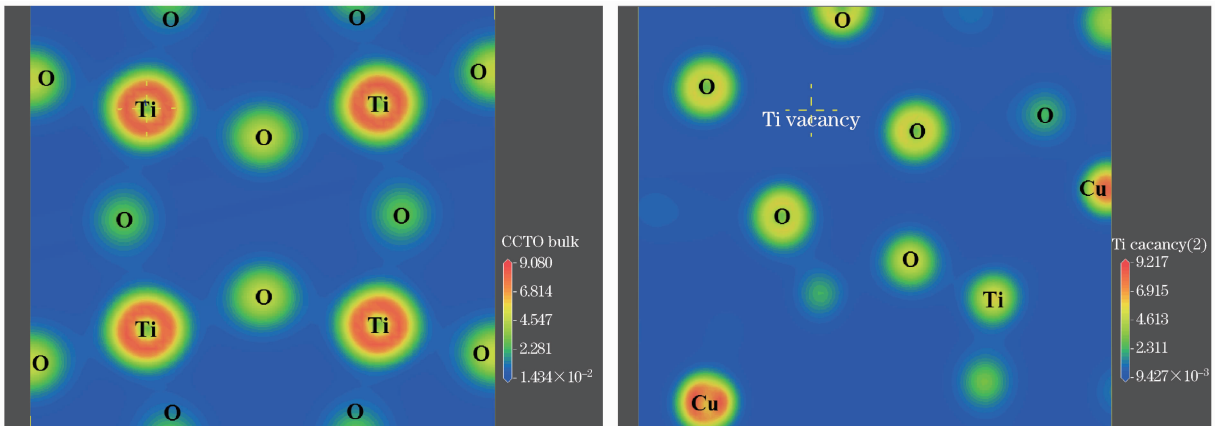 O
O
O
O
Ti
Ti
O
O
O
O
Ti
Ti
O
O
O
O
CCTO bulk
9.080
6.814
4.547
2.281
1.434×10⁻²
O
O
Ti vacancy
O
O
Cu
O
O
Ti
Cu
Ti cacancy(2)
9.217
6.915
4.613
2.311
9.427×10⁻³